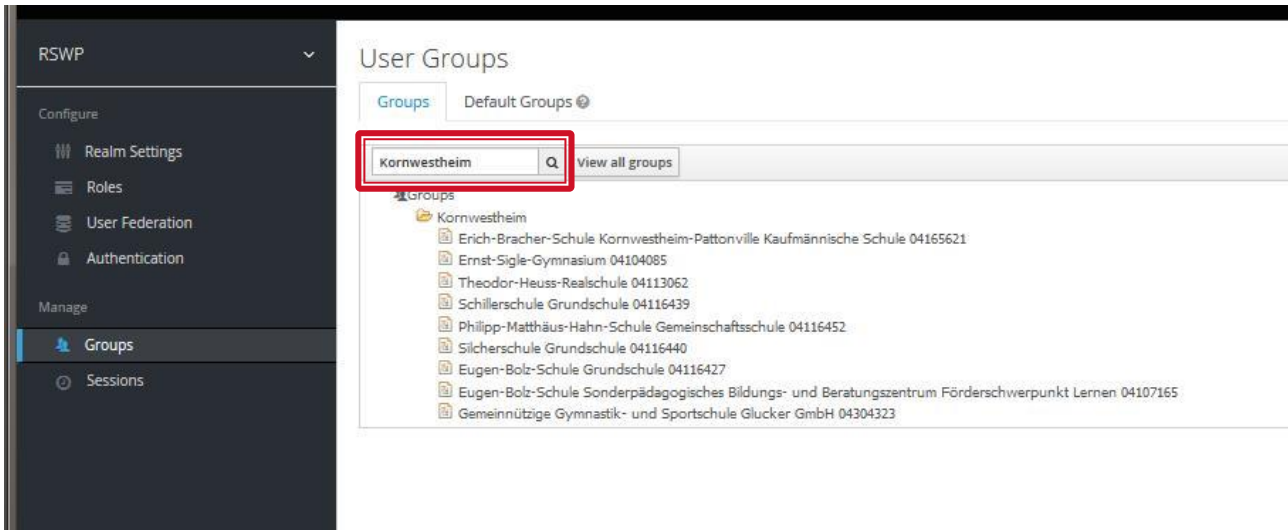 RSWP
Configure
Realm Settings
Roles
User Federation
Authentication
Manage
Groups
Sessions
User Groups
Groups Default Groups
Kornwestheim View all groups
Groups
Kornwestheim
Erich-Bracher-Schule Kornwestheim-Pattonville Kaufmännische Schule 04165621
Ernst-Sigle-Gymnasium 04104085
Theodor-Heuss-Realschule 04113062
Schillerschule Grundschule 04116439
Philipp-Matthäus-Hahn-Schule Gemeinschaftsschule 04116452
Silcherschule Grundschule 04116440
Eugen-Bolz-Schule Grundschule 04116427
Eugen-Bolz-Schule Sonderpädagogisches Bildungs- und Beratungszentrum Förderschwerpunkt Lernen 04107165
Gemeinnützige Gymnastik- und Sportschule Glucker GmbH 04304323